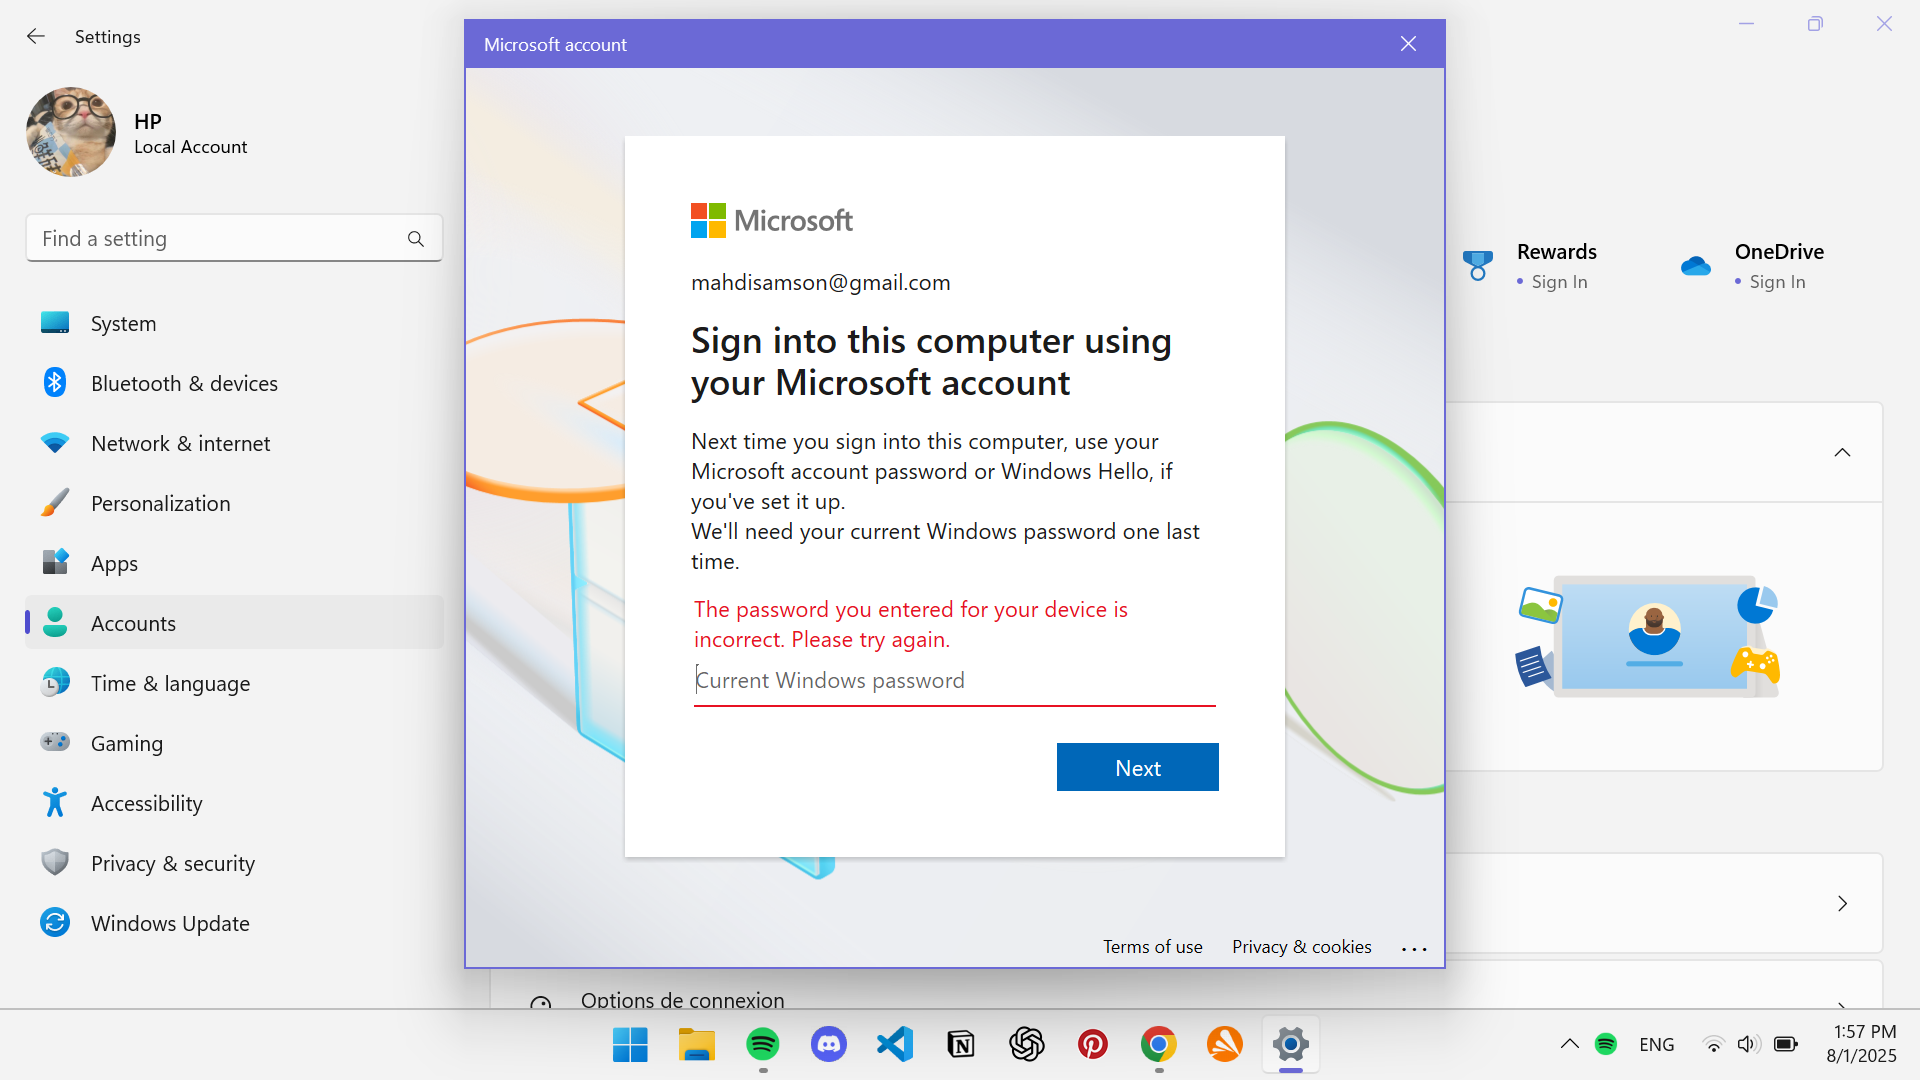 Settings
HP
Local Account
Find a setting
System
Bluetooth & devices
Network & internet
Personalization
Apps
Accounts
Time & language
Gaming
Accessibility
Privacy & security
Windows Update
Microsoft account
Microsoft
mahdisamson@gmail.com
Sign into this computer using
your Microsoft account
Next time you sign into this computer, use your
Microsoft account password or Windows Hello, if
you've set it up.
We'll need your current Windows password one last
time.
The password you entered for your device is
incorrect. Please try again.
Current Windows password
Next
Terms of use Privacy & cookies ...
Rewards
• Sign In
OneDrive
• Sign In
Options de connexion
ENG
1:57 PM
8/1/2025